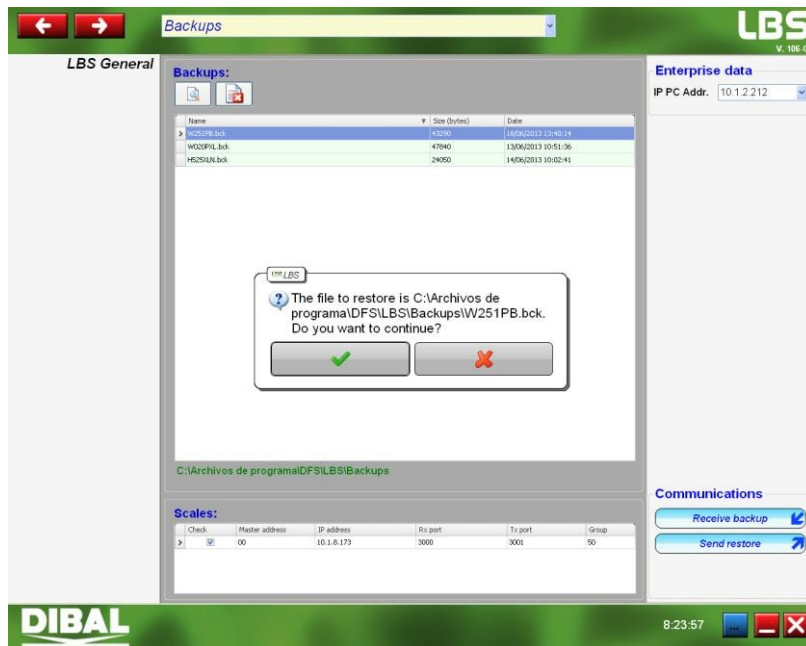 Backups
LBS
V. 106-
LBS General
Backups:
Name Size (bytes) Date
W251PB.bck 43290 18/06/2013 13:40:14
W020PXL.bck 47840 13/06/2013 10:51:36
H525XLN.bck 24050 14/06/2013 10:02:41
LBS
The file to restore is C:\Archivos de
programa\DFS\LBS\Backups\W251PB.bck.
Do you want to continue?
C:\Archivos de programa\DFS\LBS\Backups
Scales:
Check Master address IP address Rx port Tx port Group
00 10.1.8.173 3000 3001 50
Enterprise data
IP PC Addr. 10.1.2.212
Communications
Receive backup
Send restore
DIBAL
8:23:57
...